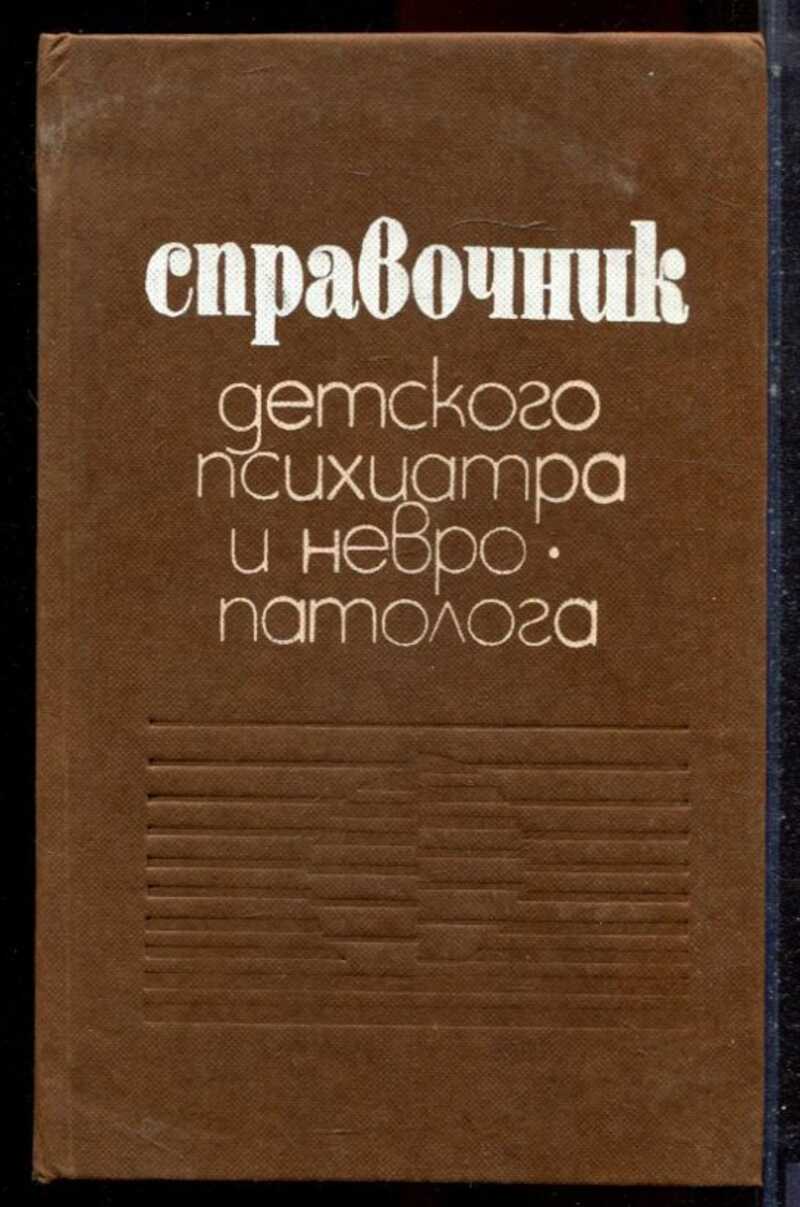 справочник
детского
психиатра
и невро ·
патолога